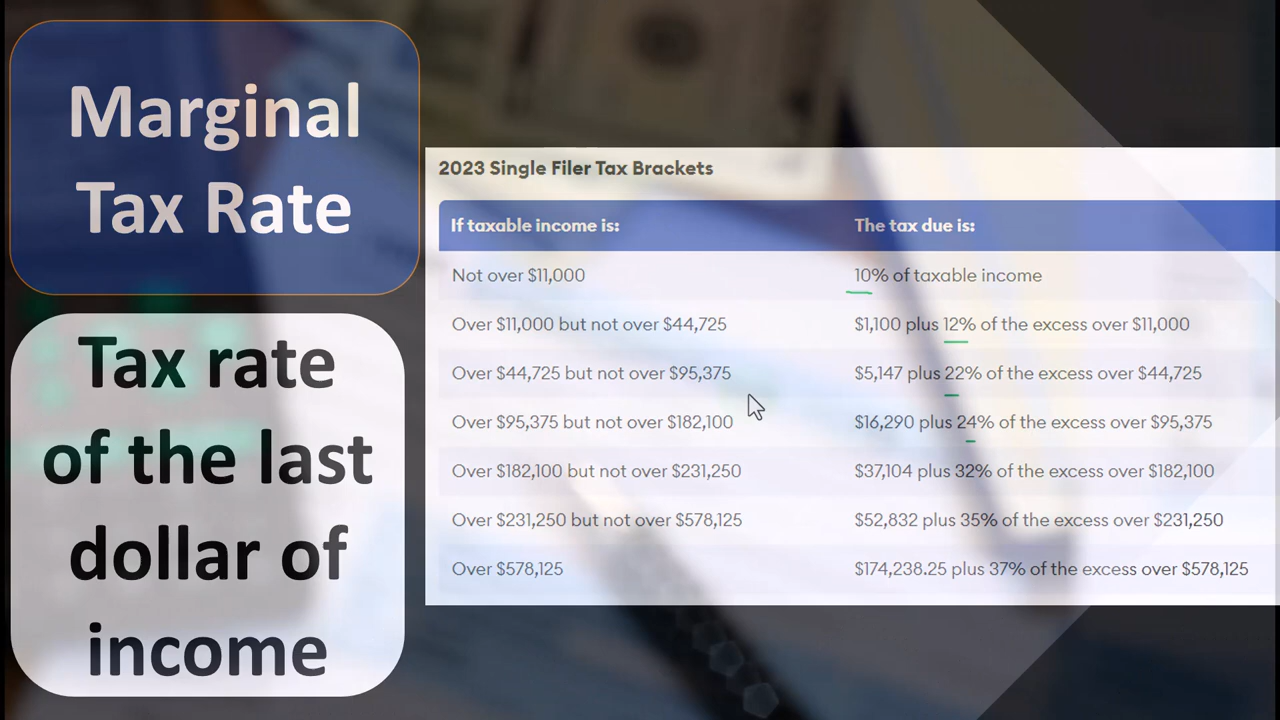 Marginal
Tax Rate
Tax rate
of the last
dollar of
income
2023 Single Filer Tax Brackets
If taxable income is: The tax due is:
Not over $11,000 10% of taxable income
Over $11,000 but not over $44,725 $1,100 plus 12% of the excess over $11,000
Over $44,725 but not over $95,375 $5,147 plus 22% of the excess over $44,725
Over $95,375 but not over $182,100 $16,290 plus 24% of the excess over $95,375
Over $182,100 but not over $231,250 $37,104 plus 32% of the excess over $182,100
Over $231,250 but not over $578,125 $52,832 plus 35% of the excess over $231,250
Over $578,125 $174,238.25 plus 37% of the excess over $578,125